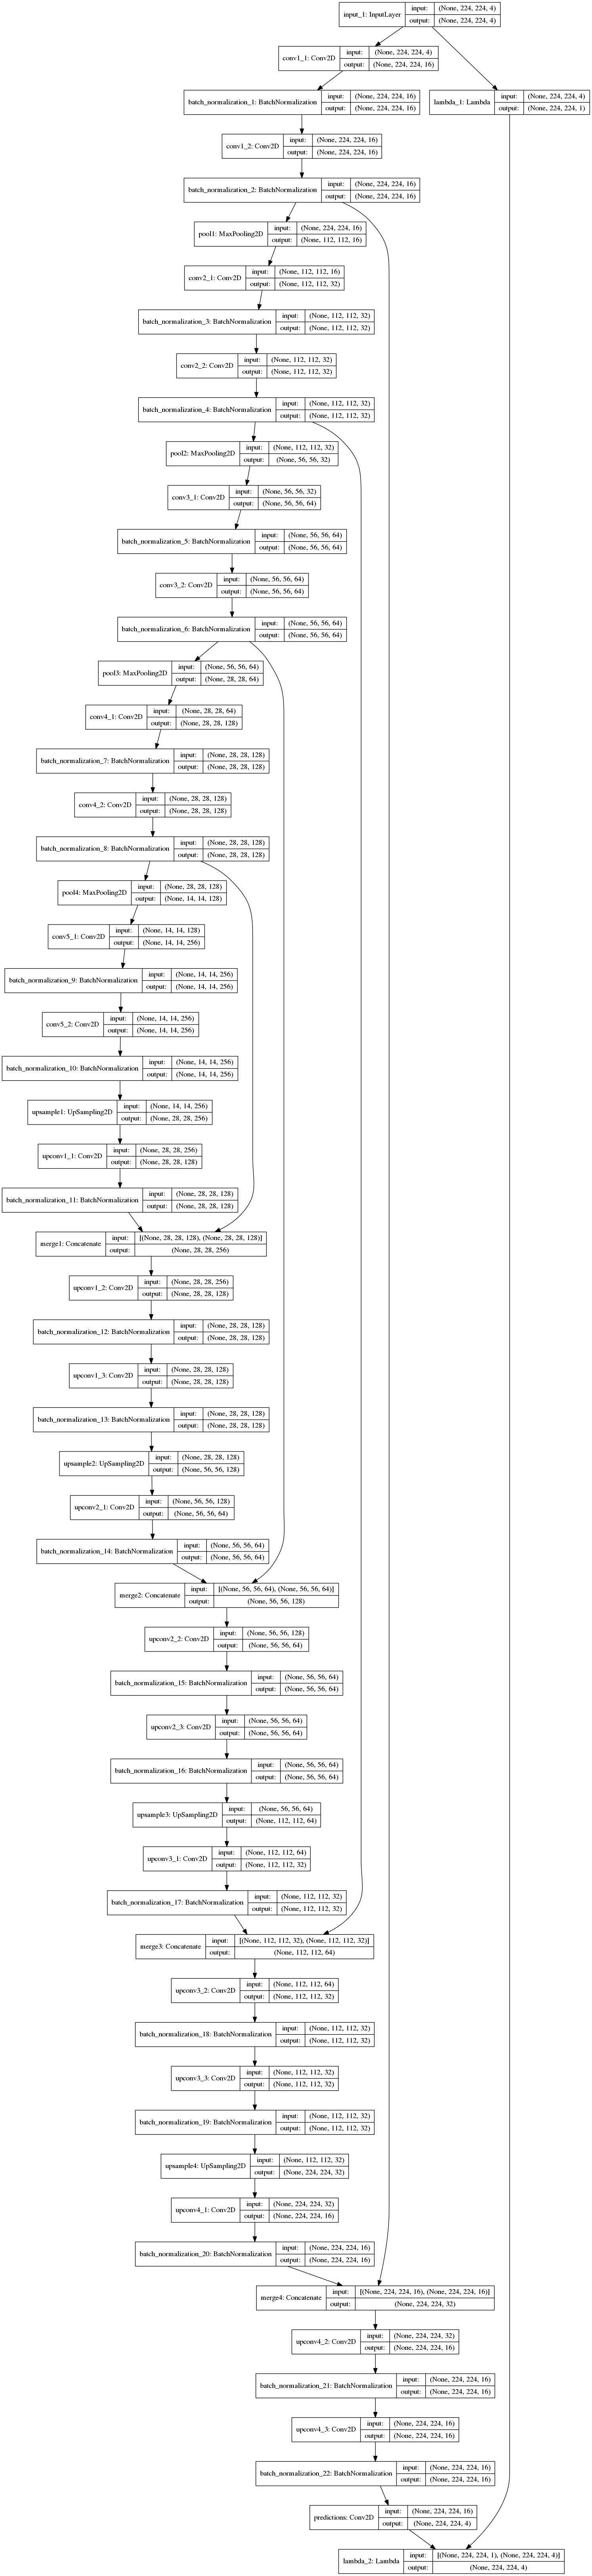 input_1: InputLayer
input: (None, 224, 224, 4)
output: (None, 224, 224, 4)
conv1_1: Conv2D
input: (None, 224, 224, 4)
output: (None, 224, 224, 16)
batch_normalization_1: BatchNormalization
input: (None, 224, 224, 16)
output: (None, 224, 224, 16)
lambda_1: Lambda
input: (None, 224, 224, 4)
output: (None, 224, 224, 1)
conv1_2: Conv2D
input: (None, 224, 224, 16)
output: (None, 224, 224, 16)
batch_normalization_2: BatchNormalization
input: (None, 224, 224, 16)
output: (None, 224, 224, 16)
pool1: MaxPooling2D
input: (None, 224, 224, 16)
output: (None, 112, 112, 16)
conv2_1: Conv2D
input: (None, 112, 112, 16)
output: (None, 112, 112, 32)
batch_normalization_3: BatchNormalization
input: (None, 112, 112, 32)
output: (None, 112, 112, 32)
conv2_2: Conv2D
input: (None, 112, 112, 32)
output: (None, 112, 112, 32)
batch_normalization_4: BatchNormalization
input: (None, 112, 112, 32)
output: (None, 112, 112, 32)
pool2: MaxPooling2D
input: (None, 112, 112, 32)
output: (None, 56, 56, 32)
conv3_1: Conv2D
input: (None, 56, 56, 32)
output: (None, 56, 56, 64)
batch_normalization_5: BatchNormalization
input: (None, 56, 56, 64)
output: (None, 56, 56, 64)
conv3_2: Conv2D
input: (None, 56, 56, 64)
output: (None, 56, 56, 64)
batch_normalization_6: BatchNormalization
input: (None, 56, 56, 64)
output: (None, 56, 56, 64)
pool3: MaxPooling2D
input: (None, 56, 56, 64)
output: (None, 28, 28, 64)
conv4_1: Conv2D
input: (None, 28, 28, 64)
output: (None, 28, 28, 128)
batch_normalization_7: BatchNormalization
input: (None, 28, 28, 128)
output: (None, 28, 28, 128)
conv4_2: Conv2D
input: (None, 28, 28, 128)
output: (None, 28, 28, 128)
batch_normalization_8: BatchNormalization
input: (None, 28, 28, 128)
output: (None, 28, 28, 128)
pool4: MaxPooling2D
input: (None, 28, 28, 128)
output: (None, 14, 14, 128)
conv5_1: Conv2D
input: (None, 14, 14, 128)
output: (None, 14, 14, 256)
batch_normalization_9: BatchNormalization
input: (None, 14, 14, 256)
output: (None, 14, 14, 256)
conv5_2: Conv2D
input: (None, 14, 14, 256)
output: (None, 14, 14, 256)
batch_normalization_10: BatchNormalization
input: (None, 14, 14, 256)
output: (None, 14, 14, 256)
upsample1: UpSampling2D
input: (None, 14, 14, 256)
output: (None, 28, 28, 256)
upconv1_1: Conv2D
input: (None, 28, 28, 256)
output: (None, 28, 28, 128)
batch_normalization_11: BatchNormalization
input: (None, 28, 28, 128)
output: (None, 28, 28, 128)
merge1: Concatenate
input: [(None, 28, 28, 128), (None, 28, 28, 128)]
output: (None, 28, 28, 256)
upconv1_2: Conv2D
input: (None, 28, 28, 256)
output: (None, 28, 28, 128)
batch_normalization_12: BatchNormalization
input: (None, 28, 28, 128)
output: (None, 28, 28, 128)
upconv1_3: Conv2D
input: (None, 28, 28, 128)
output: (None, 28, 28, 128)
batch_normalization_13: BatchNormalization
input: (None, 28, 28, 128)
output: (None, 28, 28, 128)
upsample2: UpSampling2D
input: (None, 28, 28, 128)
output: (None, 56, 56, 128)
upconv2_1: Conv2D
input: (None, 56, 56, 128)
output: (None, 56, 56, 64)
batch_normalization_14: BatchNormalization
input: (None, 56, 56, 64)
output: (None, 56, 56, 64)
merge2: Concatenate
input: [(None, 56, 56, 64), (None, 56, 56, 64)]
output: (None, 56, 56, 128)
upconv2_2: Conv2D
input: (None, 56, 56, 128)
output: (None, 56, 56, 64)
batch_normalization_15: BatchNormalization
input: (None, 56, 56, 64)
output: (None, 56, 56, 64)
upconv2_3: Conv2D
input: (None, 56, 56, 64)
output: (None, 56, 56, 64)
batch_normalization_16: BatchNormalization
input: (None, 56, 56, 64)
output: (None, 56, 56, 64)
upsample3: UpSampling2D
input: (None, 56, 56, 64)
output: (None, 112, 112, 64)
upconv3_1: Conv2D
input: (None, 112, 112, 64)
output: (None, 112, 112, 32)
batch_normalization_17: BatchNormalization
input: (None, 112, 112, 32)
output: (None, 112, 112, 32)
merge3: Concatenate
input: [(None, 112, 112, 32), (None, 112, 112, 32)]
output: (None, 112, 112, 64)
upconv3_2: Conv2D
input: (None, 112, 112, 64)
output: (None, 112, 112, 32)
batch_normalization_18: BatchNormalization
input: (None, 112, 112, 32)
output: (None, 112, 112, 32)
upconv3_3: Conv2D
input: (None, 112, 112, 32)
output: (None, 112, 112, 32)
batch_normalization_19: BatchNormalization
input: (None, 112, 112, 32)
output: (None, 112, 112, 32)
upsample4: UpSampling2D
input: (None, 112, 112, 32)
output: (None, 224, 224, 32)
upconv4_1: Conv2D
input: (None, 224, 224, 32)
output: (None, 224, 224, 16)
batch_normalization_20: BatchNormalization
input: (None, 224, 224, 16)
output: (None, 224, 224, 16)
merge4: Concatenate
input: [(None, 224, 224, 16), (None, 224, 224, 16)]
output: (None, 224, 224, 32)
upconv4_2: Conv2D
input: (None, 224, 224, 32)
output: (None, 224, 224, 16)
batch_normalization_21: BatchNormalization
input: (None, 224, 224, 16)
output: (None, 224, 224, 16)
upconv4_3: Conv2D
input: (None, 224, 224, 16)
output: (None, 224, 224, 16)
batch_normalization_22: BatchNormalization
input: (None, 224, 224, 16)
output: (None, 224, 224, 16)
predictions: Conv2D
input: (None, 224, 224, 16)
output: (None, 224, 224, 4)
lambda_2: Lambda
input: [(None, 224, 224, 1), (None, 224, 224, 4)]
output: (None, 224, 224, 4)